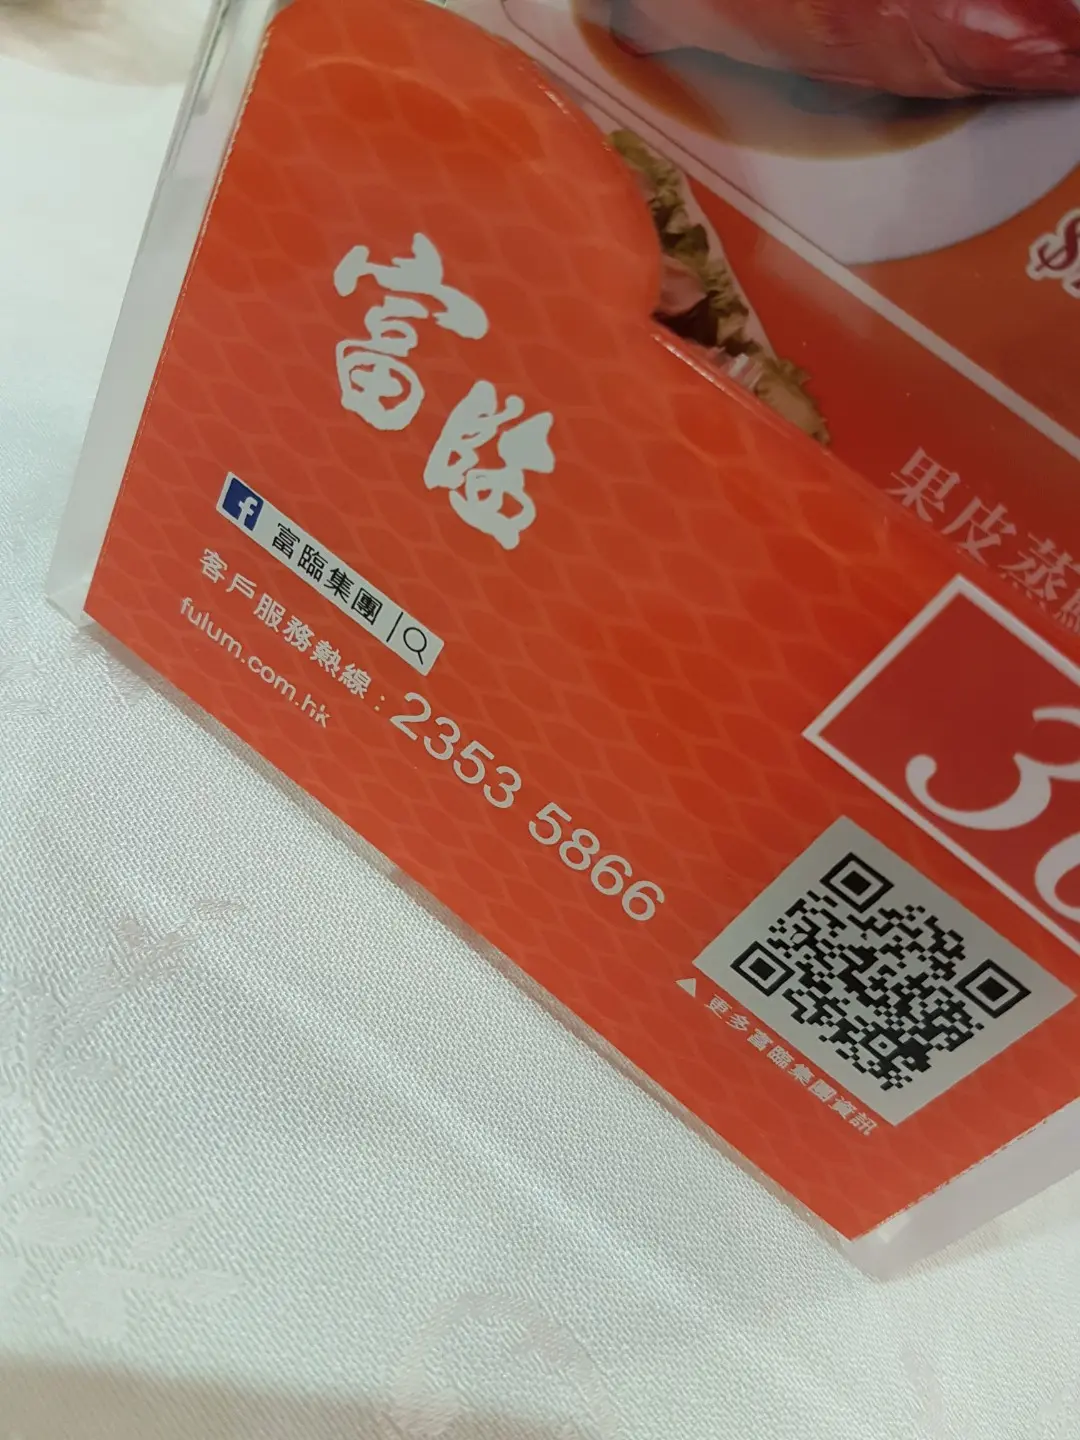 富臨
富臨集團
客戶服務熱線：2353 5866
fulum.com.hk
果皮蒸
▲ 更多富臨集團資訊